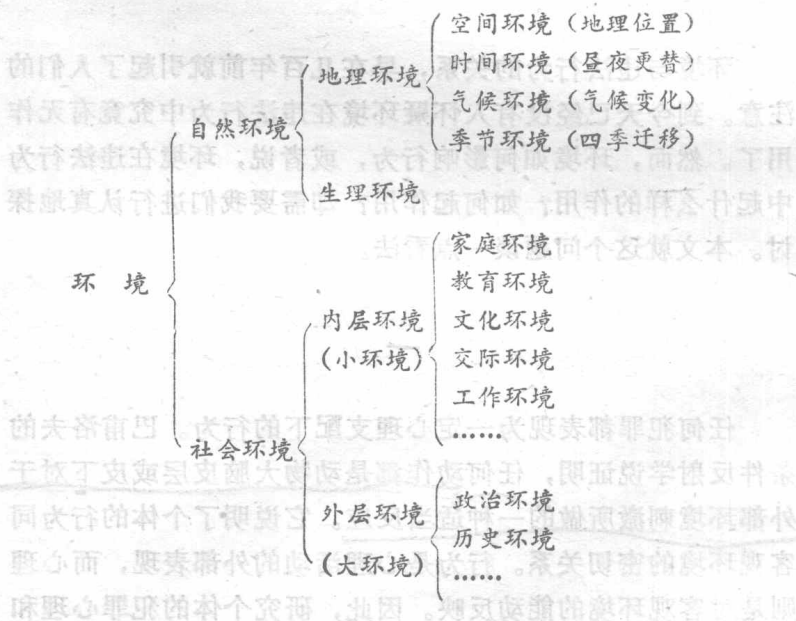 空间环境（地理位置）
地理环境
时间环境（昼夜更替）
气候环境（气候变化）
自然环境
季节环境（四季迁移）
生理环境
家庭环境
教育环境
环 境
内层环境
文化环境
(小环境)
交际环境
工作环境
……
社会环境
外层环境
政治环境
(大环境)
历史环境
……